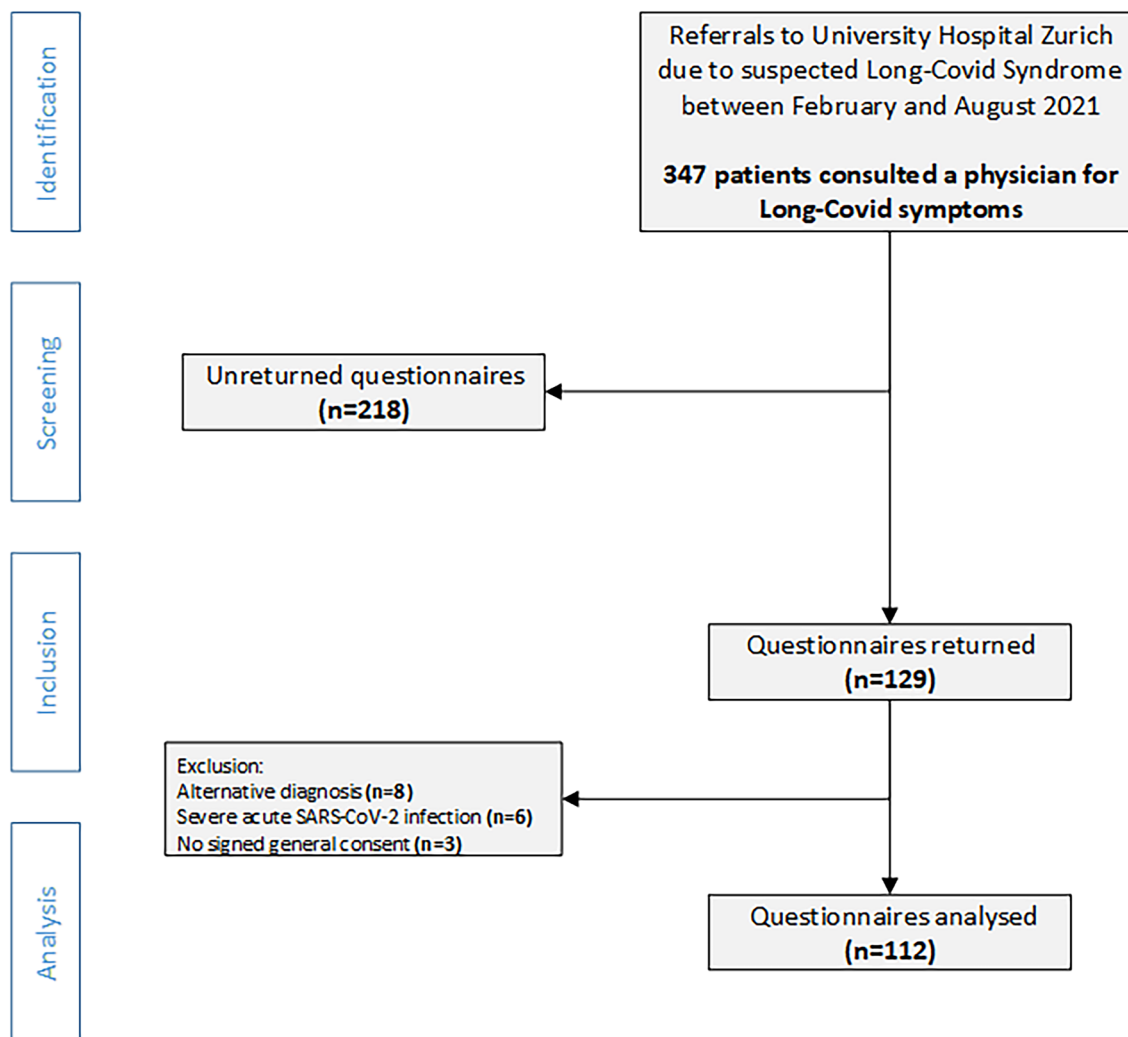 Identification
Referrals to University Hospital Zurich
due to suspected Long-Covid Syndrome
between February and August 2021
347 patients consulted a physician for
Long-Covid symptoms
Screening
Unreturned questionnaires
(n=218)
Inclusion
Questionnaires returned
(n=129)
Exclusion:
Alternative diagnosis (n=8)
Severe acute SARS-CoV-2 infection (n=6)
No signed general consent (n=3)
Analysis
Questionnaires analysed
(n=112)